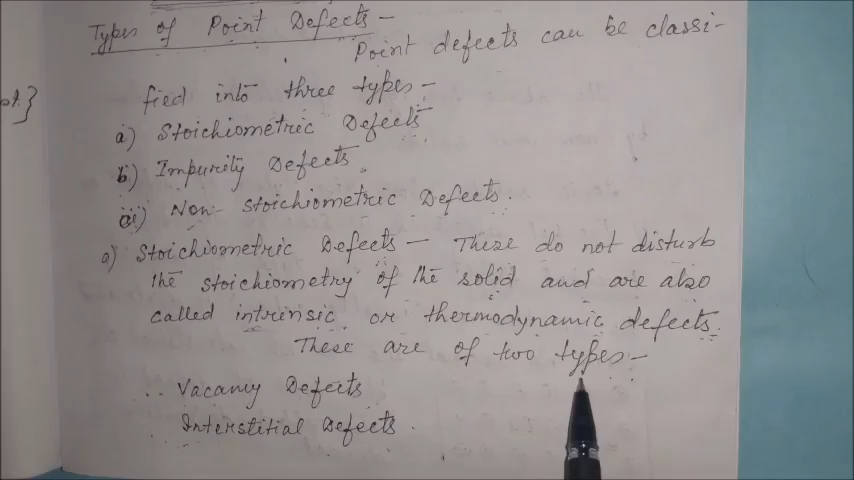 Types of Point Defects -
Point defects can be classi-
fied into three types -
a) Stoichiometric Defects
b) Impurity Defects
c) Non-stoichiometric Defects.
a) Stoichiometric Defects - These do not disturb
the stoichiometry of the solid and are also
called intrinsic or thermodynamic defects.
These are of two types -
Vacancy Defects
Interstitial Defects.